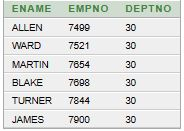 ENAME EMPNO DEPTNO
ALLEN 7499 30
WARD 7521 30
MARTIN 7654 30
BLAKE 7698 30
TURNER 7844 30
JAMES 7900 30